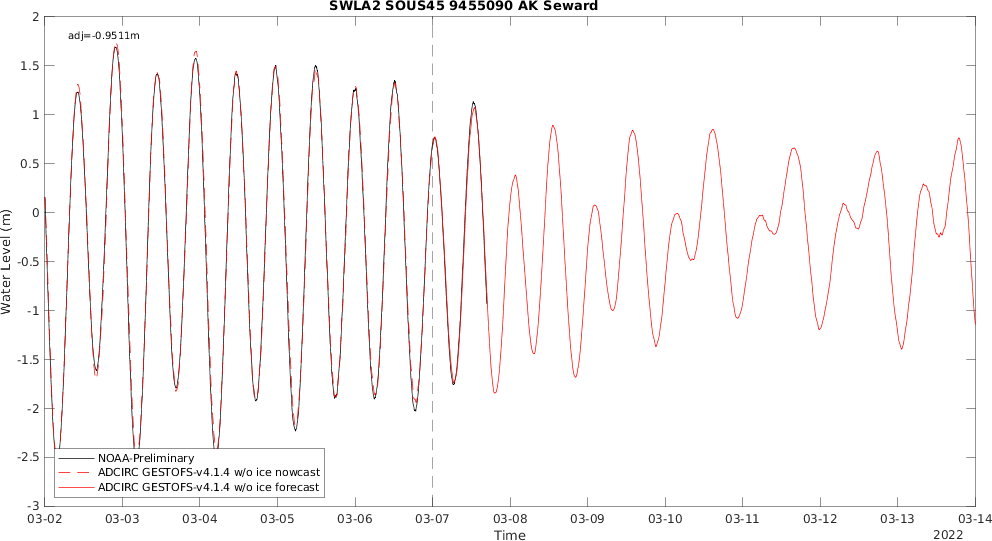 SWLA2 SOUS45 9455090 AK Seward
adj=-0.9511m
2
1.5
1
0.5
0
-0.5
-1
-1.5
-2
-2.5
-3
Water Level (m)
NOAA-Preliminary
ADCIRC GESTOFS-v4.1.4 w/o ice nowcast
ADCIRC GESTOFS-v4.1.4 w/o ice forecast
03-02 03-03 03-04 03-05 03-06 03-07 03-08 03-09 03-10 03-11 03-12 03-13 03-14
Time
2022